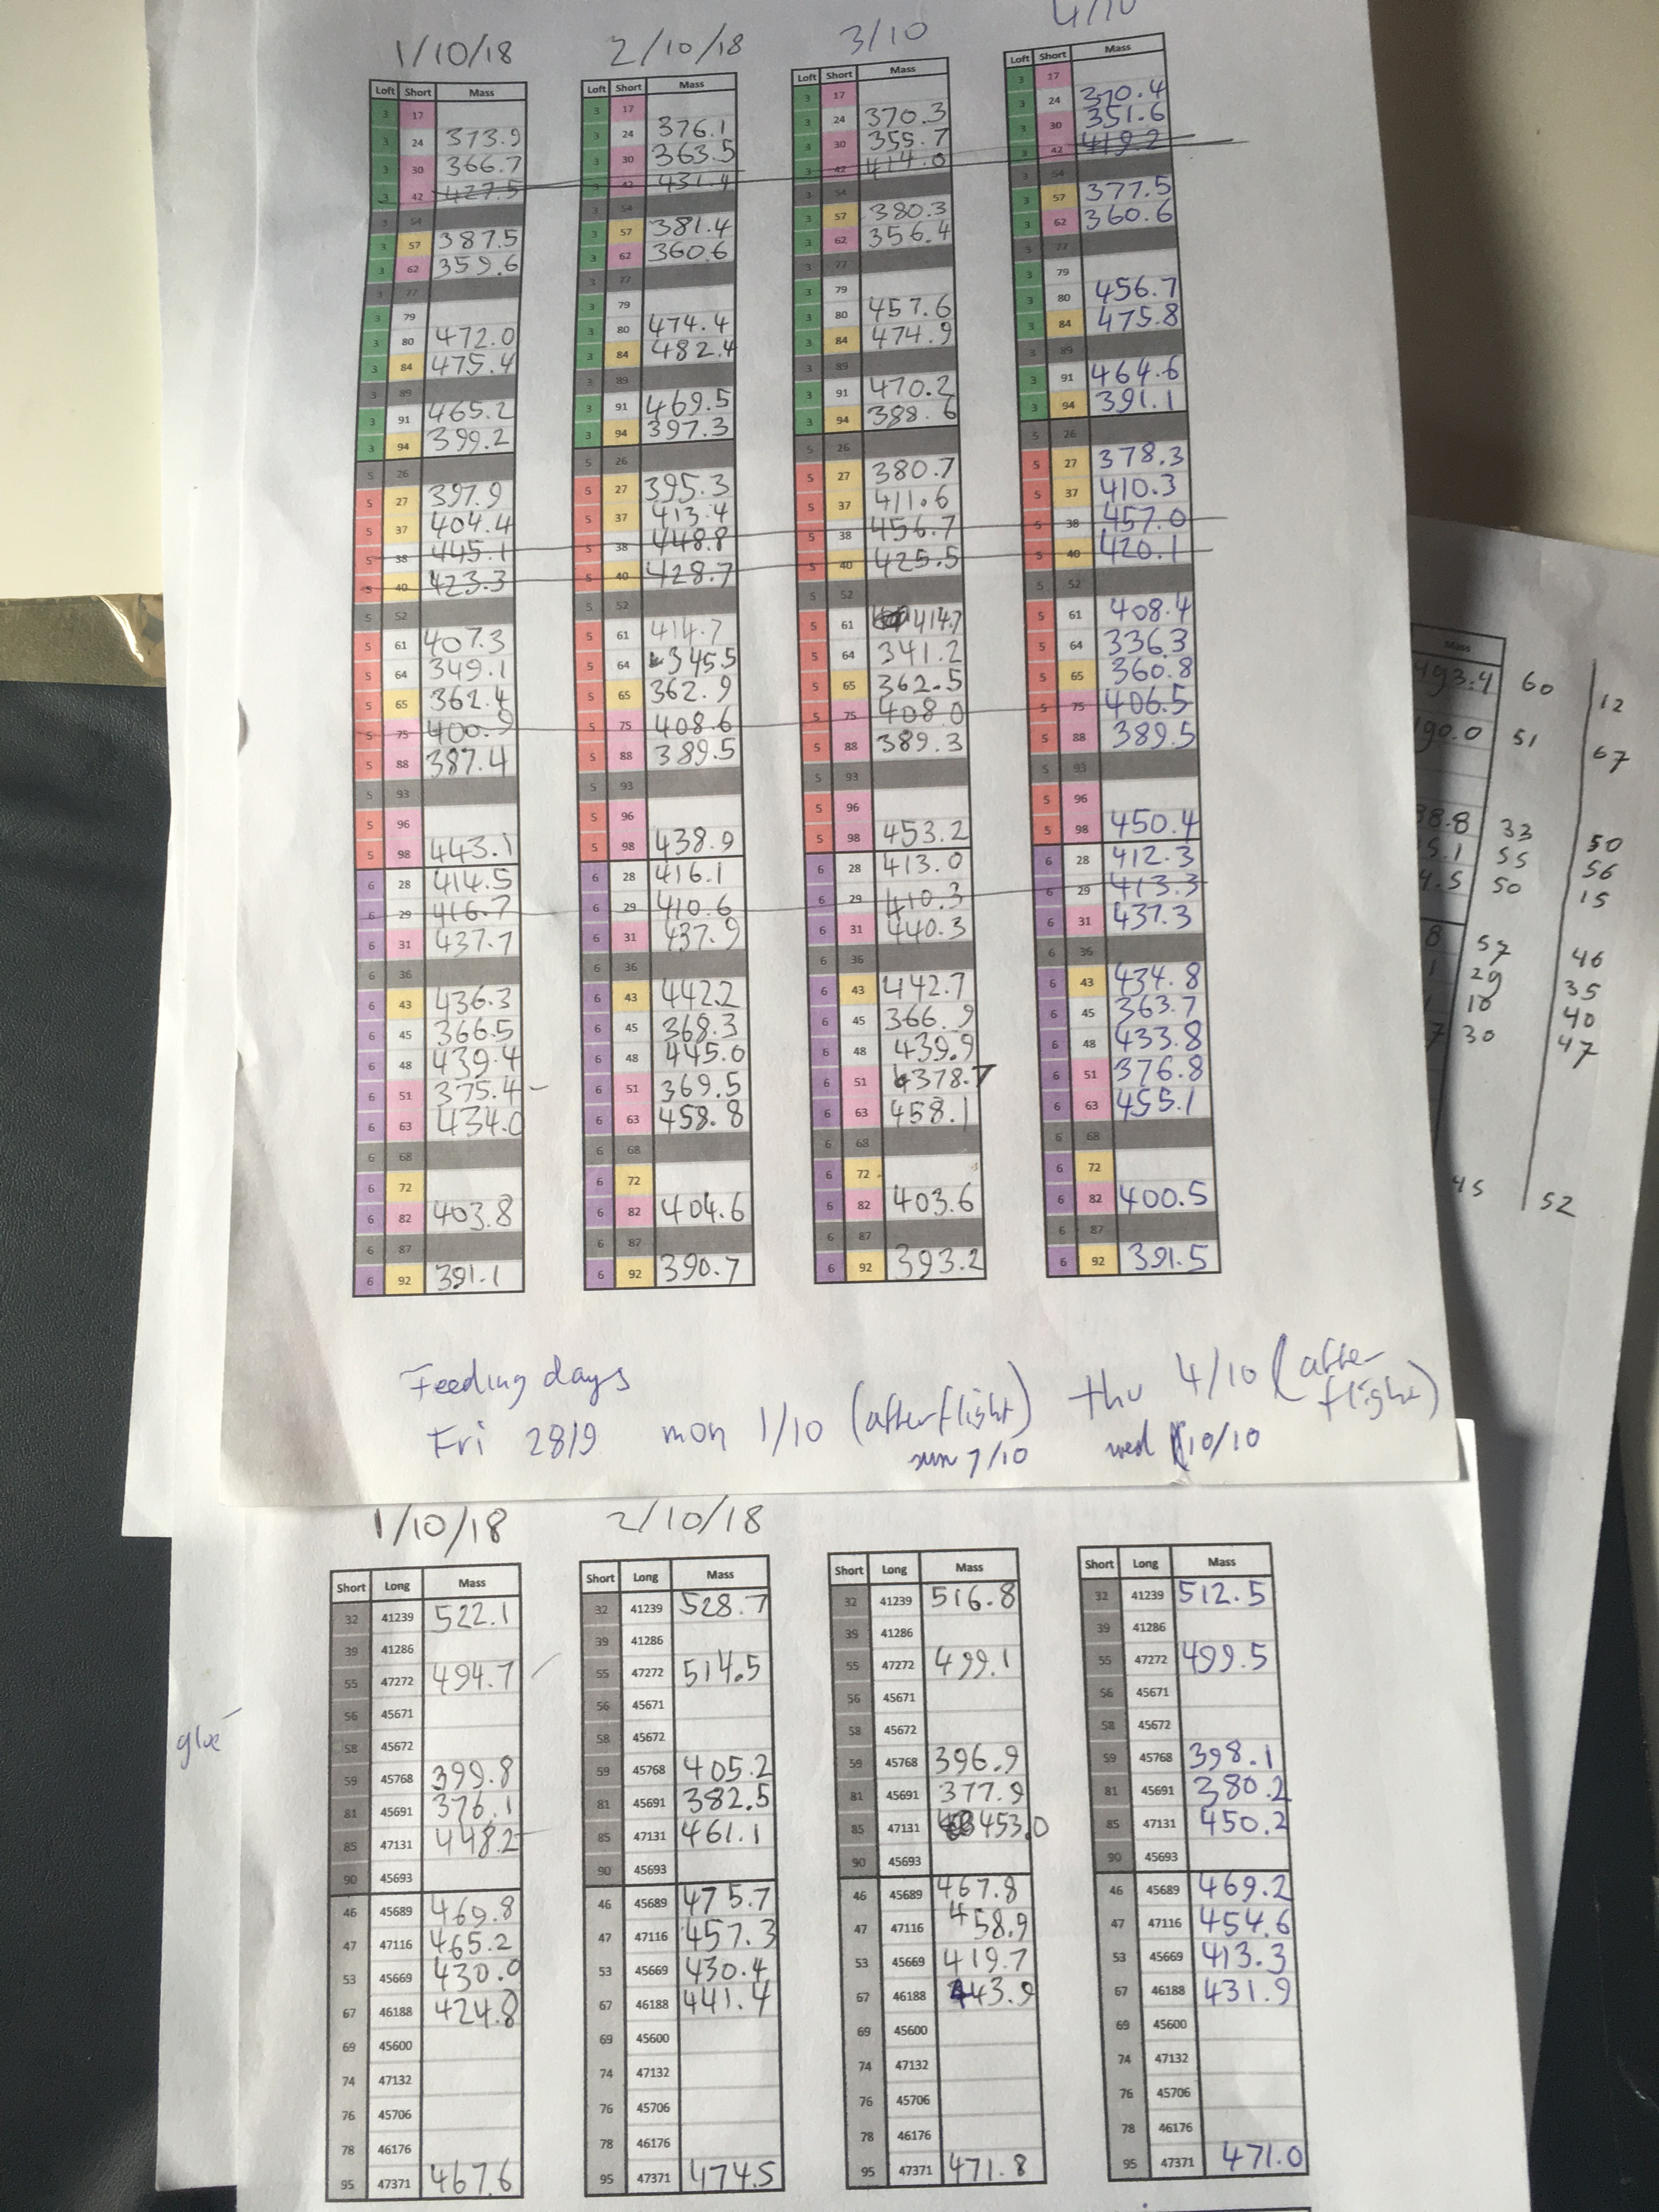 1/10/18 2/10/18 3/10 4/10
Loft Short Mass Loft Short Mass Loft Short Mass Loft Short Mass
3 17 3 17 3 17 3 17
3 24 373.9 3 24 376.1 3 24 370.3 3 24 370.4
3 30 366.7 3 30 363.5 3 30 355.7 3 30 351.6
3 42 427.5 3 42 431.4 3 42 414.0 3 42 419.2
3 54 3 54 3 54 3 54
3 57 387.5 3 57 381.4 3 57 380.3 3 57 377.5
3 62 359.6 3 62 360.6 3 62 356.4 3 62 360.6
3 77 3 77 3 77 3 77
3 79 3 79 3 79 3 79
3 80 472.0 3 80 474.4 3 80 457.6 3 80 456.7
3 84 475.4 3 84 482.4 3 84 474.9 3 84 475.8
3 89 3 89 3 89 3 89
3 91 465.2 3 91 469.5 3 91 470.2 3 91 464.6
3 94 399.2 3 94 397.3 3 94 388.6 3 94 391.1
5 26 5 26 5 26 5 26
5 27 397.9 5 27 395.3 5 27 380.7 5 27 378.3
5 37 404.4 5 37 413.4 5 37 411.6 5 37 410.3
5 38 445.1 5 38 448.8 5 38 456.7 5 38 457.0
5 40 423.3 5 40 428.7 5 40 425.5 5 40 420.1
5 52 5 52 5 52 5 52
5 61 407.3 5 61 414.7 5 61 414.7 5 61 408.4
5 64 349.1 5 64 345.5 5 64 341.2 5 64 336.3
5 65 362.4 5 65 362.9 5 65 362.5 5 65 360.8
5 75 400.9 5 75 408.6 5 75 408.0 5 75 406.5
5 88 387.4 5 88 389.5 5 88 389.3 5 88 389.5
5 93 5 93 5 93 5 93
5 96 5 96 5 96 5 96
5 98 443.1 5 98 438.9 5 98 453.2 5 98 450.4
6 28 414.5 6 28 416.1 6 28 413.0 6 28 412.3
6 29 416.7 6 29 410.6 6 29 410.3 6 29 413.3
6 31 437.7 6 31 437.9 6 31 440.3 6 31 437.3
6 36 6 36 6 36 6 36
6 43 436.3 6 43 442.2 6 43 442.7 6 43 434.8
6 45 366.5 6 45 368.3 6 45 366.9 6 45 363.7
6 48 439.4 6 48 445.0 6 48 439.9 6 48 433.8
6 51 375.4 – 6 51 369.5 6 51 378.7 6 51 376.8
6 63 434.0 6 63 458.8 6 63 458.1 6 63 455.1
6 68 6 68 6 68 6 68
6 72 6 72 6 72 6 72
6 82 403.8 6 82 404.6 6 82 403.6 6 82 400.5
6 87 6 87 6 87 6 87
6 92 391.1 6 92 390.7 6 92 393.2 6 92 391.5
Feeding days
Fri 28/9 mon 1/10 (after flight) thu 4/10 (after flight)
sun 7/10 wed 10/10
Mass
493.4 60 12
51 67
33 50
55 56
50 15
57 46
29 35
10 40
30 47
45 52
glue
1/10/18 2/10/18
Short Long Mass Short Long Mass Short Long Mass Short Long Mass
32 41239 522.1 32 41239 528.7 32 41239 516.8 32 41239 512.5
39 41286 39 41286 39 41286 39 41286
55 47272 494.7 55 47272 514.5 55 47272 499.1 55 47272 499.5
56 45671 56 45671 56 45671 56 45671
58 45672 58 45672 58 45672 58 45672
59 45768 399.8 59 45768 405.2 59 45768 396.9 59 45768 398.1
81 45691 376.1 81 45691 382.5 81 45691 377.9 81 45691 380.2
85 47131 448.2 85 47131 461.1 85 47131 453.0 85 47131 450.2
90 45693 90 45693 90 45693 90 45693
46 45689 469.8 46 45689 475.7 46 45689 467.8 46 45689 469.2
47 47116 465.2 47 47116 457.3 47 47116 458.9 47 47116 454.6
53 45669 430.0 53 45669 430.4 53 45669 419.7 53 45669 413.3
67 46188 424.8 67 46188 441.4 67 46188 443.9 67 46188 431.9
69 45600 69 45600 69 45600 69 45600
74 47132 74 47132 74 47132 74 47132
76 45706 76 45706 76 45706 76 45706
78 46176 78 46176 78 46176 78 46176
95 47371 467.6 95 47371 474.5 95 47371 471.8 95 47371 471.0